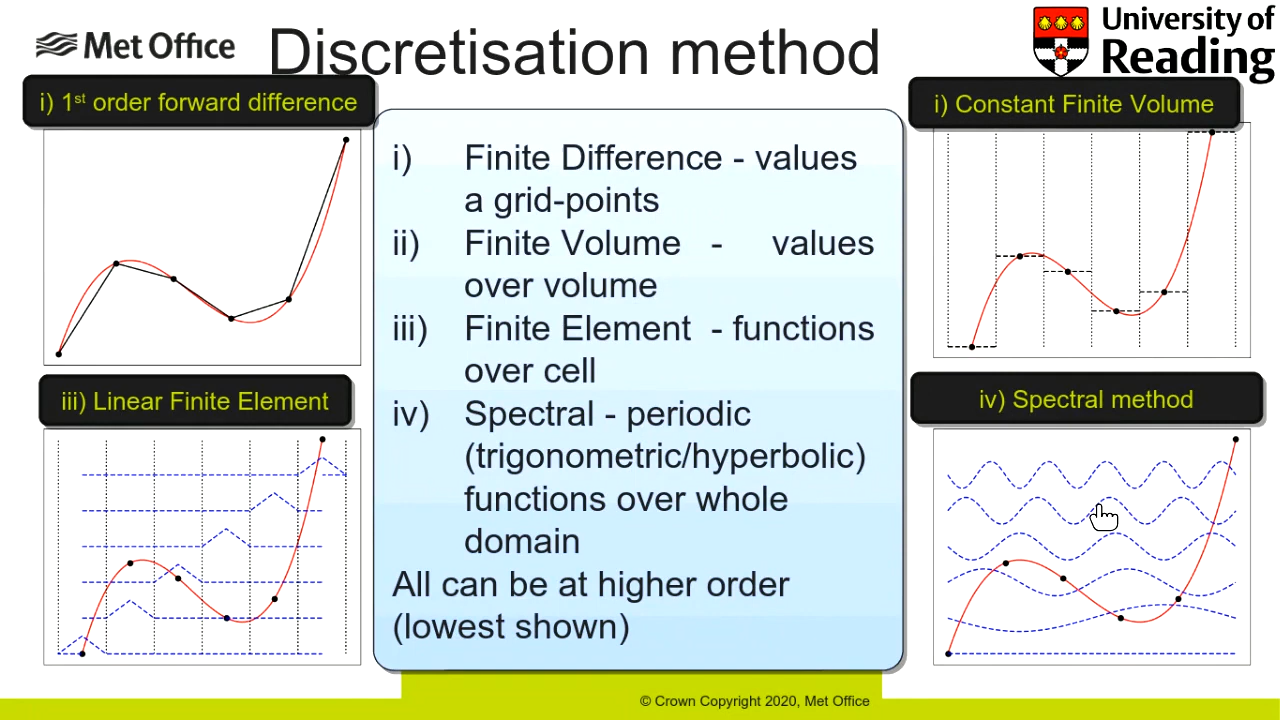 Met Office
Discretisation method
University of
Reading
i) 1st order forward difference
i) Constant Finite Volume
i) Finite Difference - values
a grid-points
ii) Finite Volume - values
over volume
iii) Finite Element - functions
over cell
iv) Spectral - periodic
(trigonometric/hyperbolic)
functions over whole
domain
All can be at higher order
(lowest shown)
iii) Linear Finite Element
iv) Spectral method
© Crown Copyright 2020, Met Office